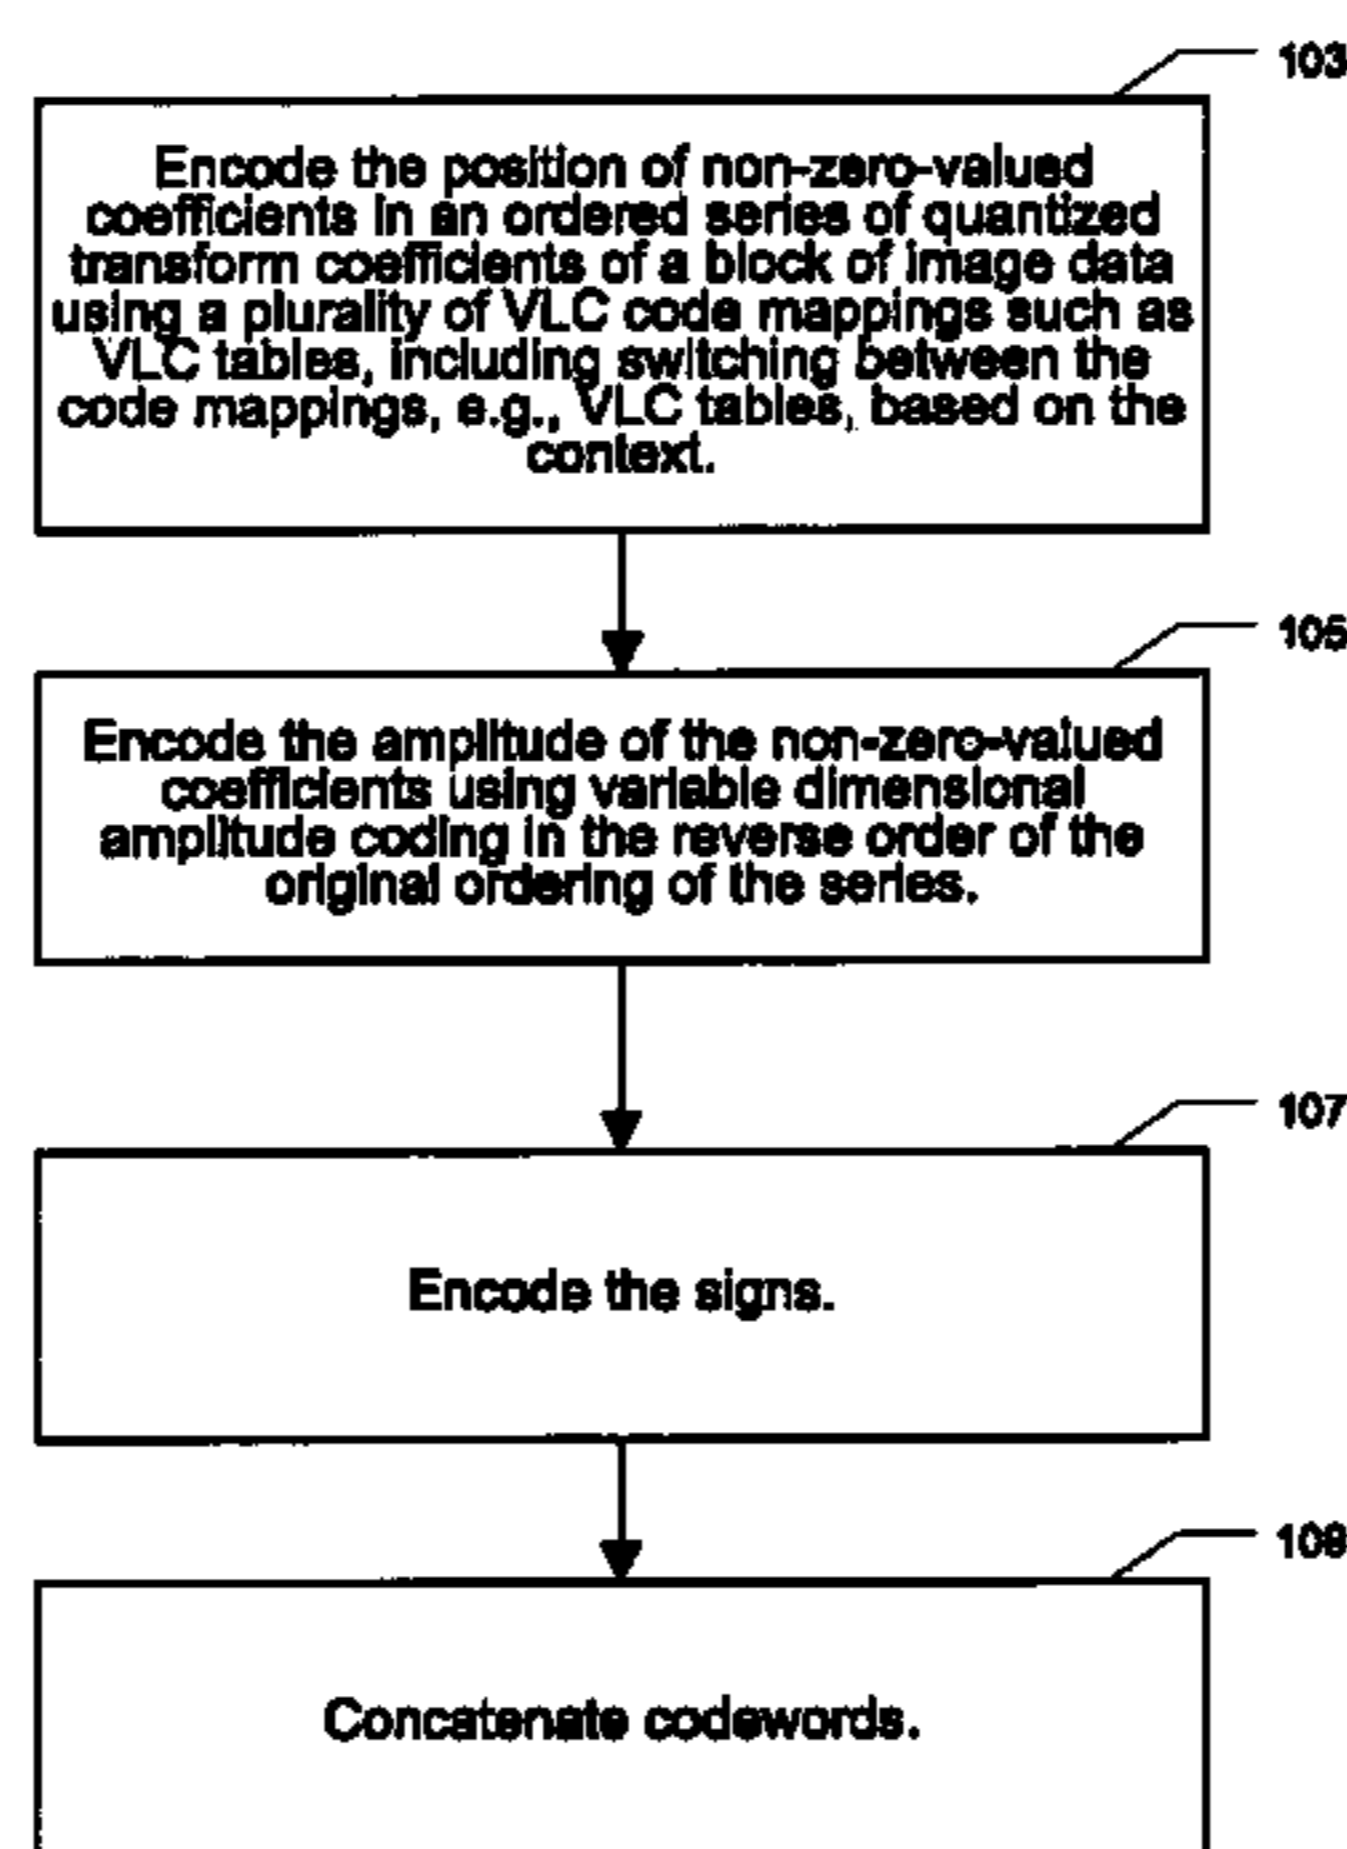 103
Encode the position of non-zero-valued
coefficients in an ordered series of quantized
transform coefficients of a block of image data
using a plurality of VLC code mappings such as
VLC tables, including switching between the
code mappings, e.g., VLC tables, based on the
context.
105
Encode the amplitude of the non-zero-valued
coefficients using variable dimensional
amplitude coding in the reverse order of the
original ordering of the series.
107
Encode the signs.
109
Concatenate codewords.